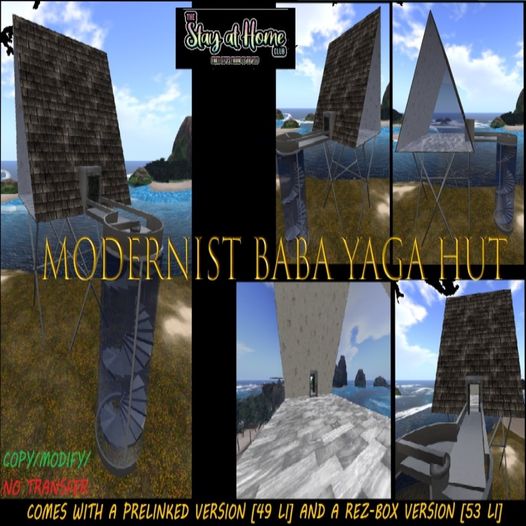 THE
Stay at Home
CLUB
MODERNIST BABA YAGA HUT
COPY/MODIFY/
NO TRANSFER
COMES WITH A PRELINKED VERSION [49 LI] AND A REZ-BOX VERSION [53 LI]